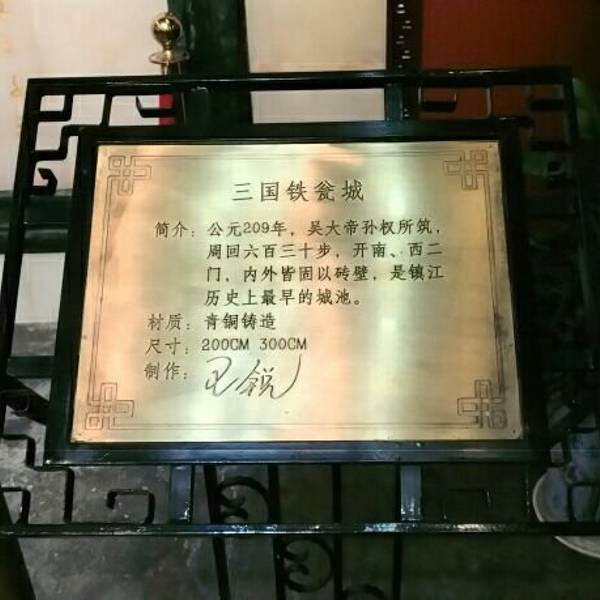 三国铁瓮城
简介：公元209年，吴大帝孙权所筑，
周回六百三十步，开南、西二
门，内外皆固以砖壁，是镇江
历史上最早的城池。
材质：青铜铸造
尺寸：200CM 300CM
制作：